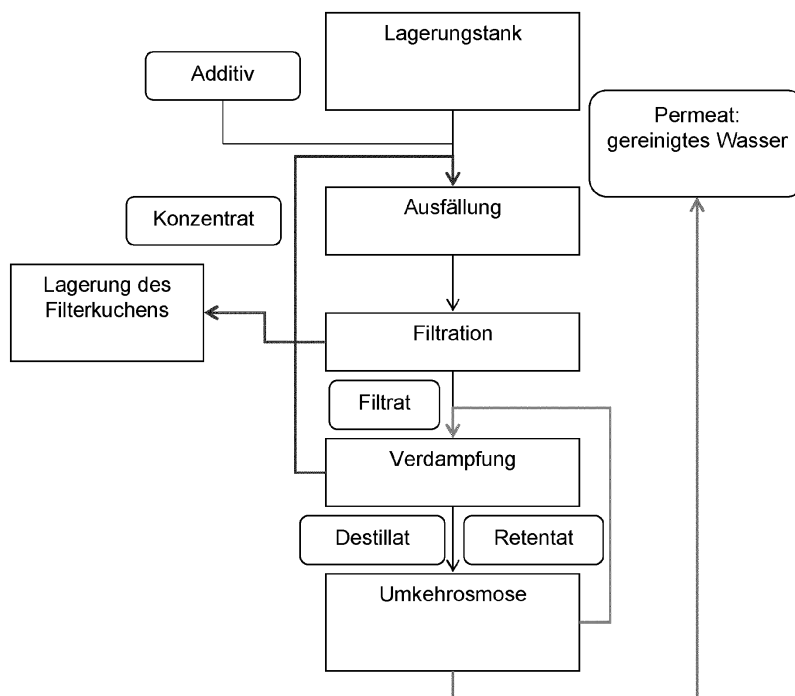 Lagerungstank
Additiv
Permeat:
gereinigtes Wasser
Ausfällung
Konzentrat
Lagerung des
Filterkuchens
Filtration
Filtrat
Verdampfung
Destillat
Retentat
Umkehrosmose